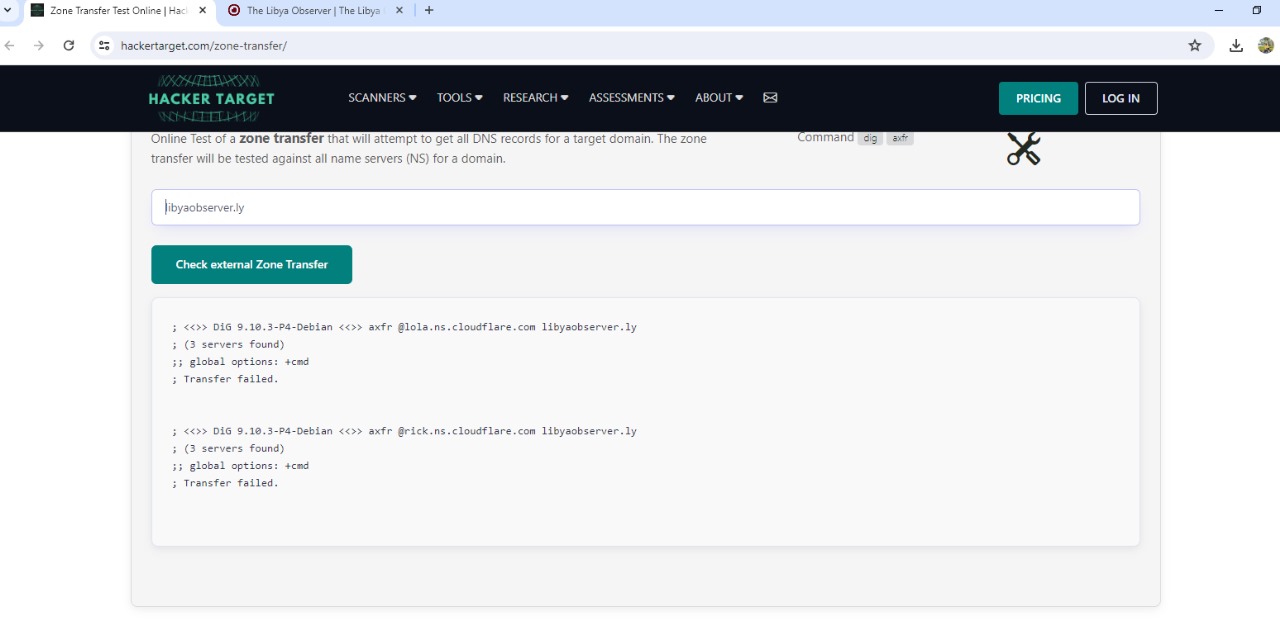 Zone Transfer Test Online | Hac
The Libya Observer | The Libya
hackertarget.com/zone-transfer/
HACKER TARGET
SCANNERS TOOLS RESEARCH ASSESSMENTS ABOUT
PRICING LOG IN
Online Test of a zone transfer that will attempt to get all DNS records for a target domain. The zone
transfer will be tested against all name servers (NS) for a domain.
Command dig axfr
libyaobserver.ly
Check external Zone Transfer
; <<>> DiG 9.10.3-P4-Debian <<>> axfr @lola.ns.cloudflare.com libyaobserver.ly
; (3 servers found)
;; global options: +cmd
; Transfer failed.
; <<>> DiG 9.10.3-P4-Debian <<>> axfr @rick.ns.cloudflare.com libyaobserver.ly
; (3 servers found)
;; global options: +cmd
; Transfer failed.